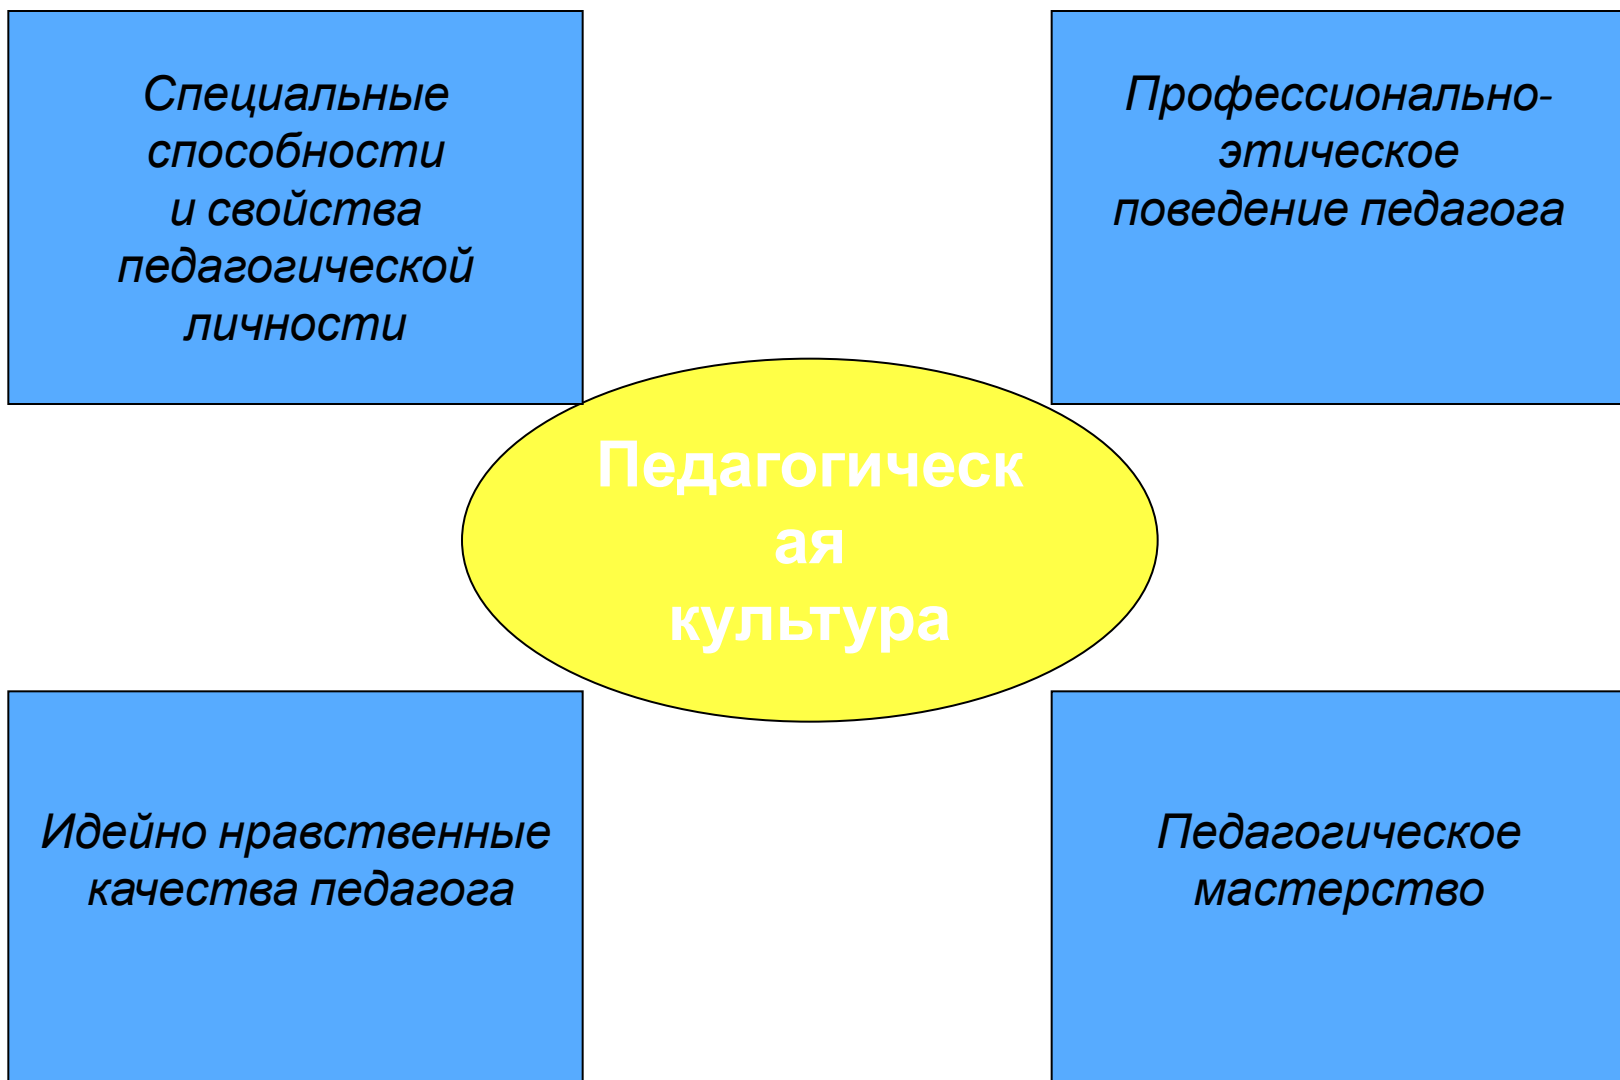 Специальные
способности
и свойства
педагогической
личности
Профессионально-
этическое
поведение педагога
Педагогическ
ая
культура
Идейно нравственные
качества педагога
Педагогическое
мастерство